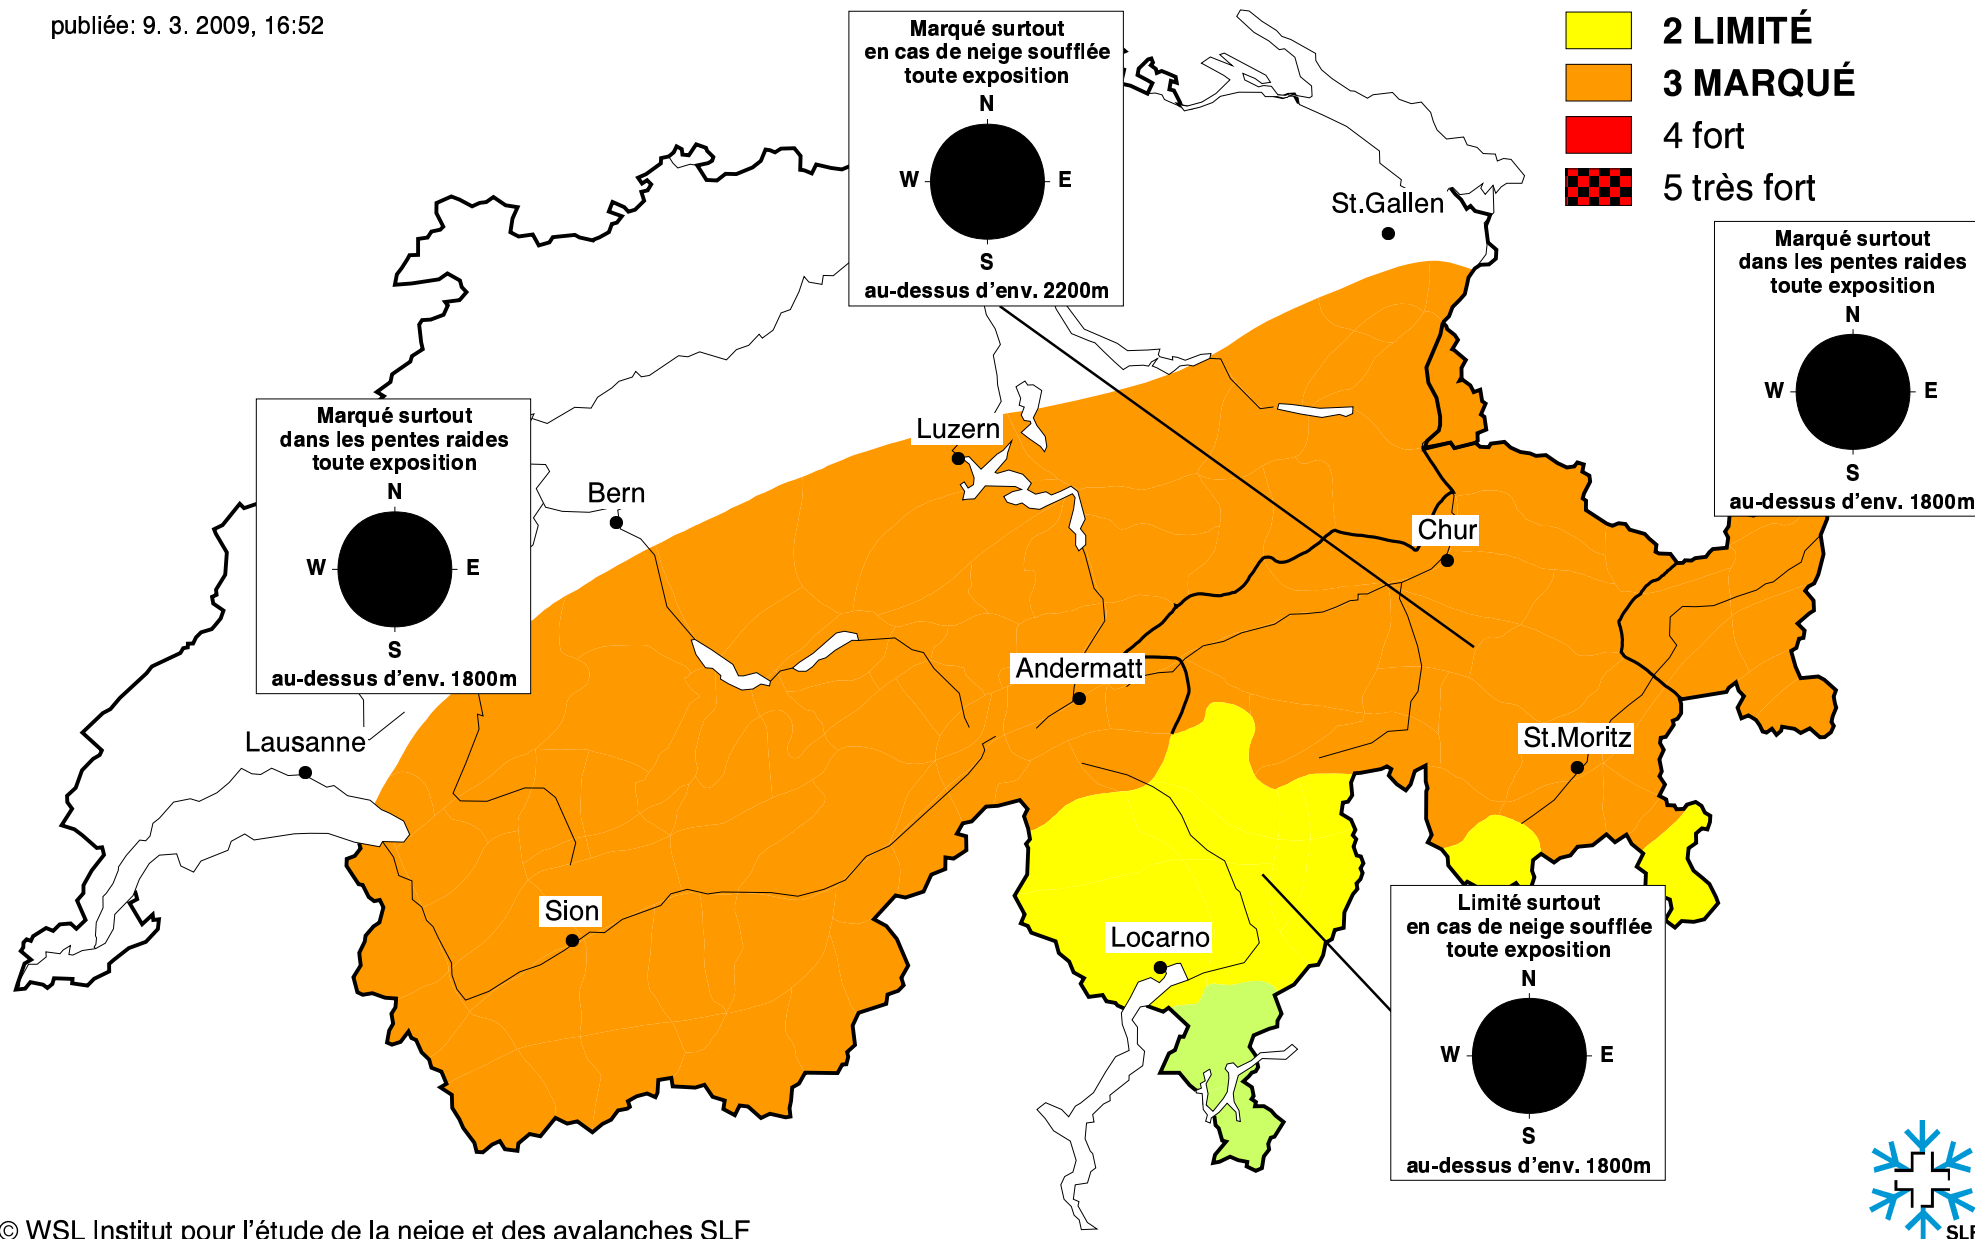 publiée: 9. 3. 2009, 16:52
Marqué surtout
en cas de neige soufflée
toute exposition
N
W
E
S
au-dessus d'env. 2200m
2 LIMITÉ
3 MARQUÉ
4 fort
5 très fort
St.Gallen
Marqué surtout
dans les pentes raides
toute exposition
N
W
E
S
au-dessus d'env. 1800m
Marqué surtout
dans les pentes raides
toute exposition
N
W
E
S
au-dessus d'env. 1800m
Luzern
Bern
Chur
Andermatt
Lausanne
St.Moritz
Sion
Locarno
Limité surtout
en cas de neige soufflée
toute exposition
N
W
E
S
au-dessus d'env. 1800m
© WSL Institut pour l'étude de la neige et des avalanches SLF
SLF